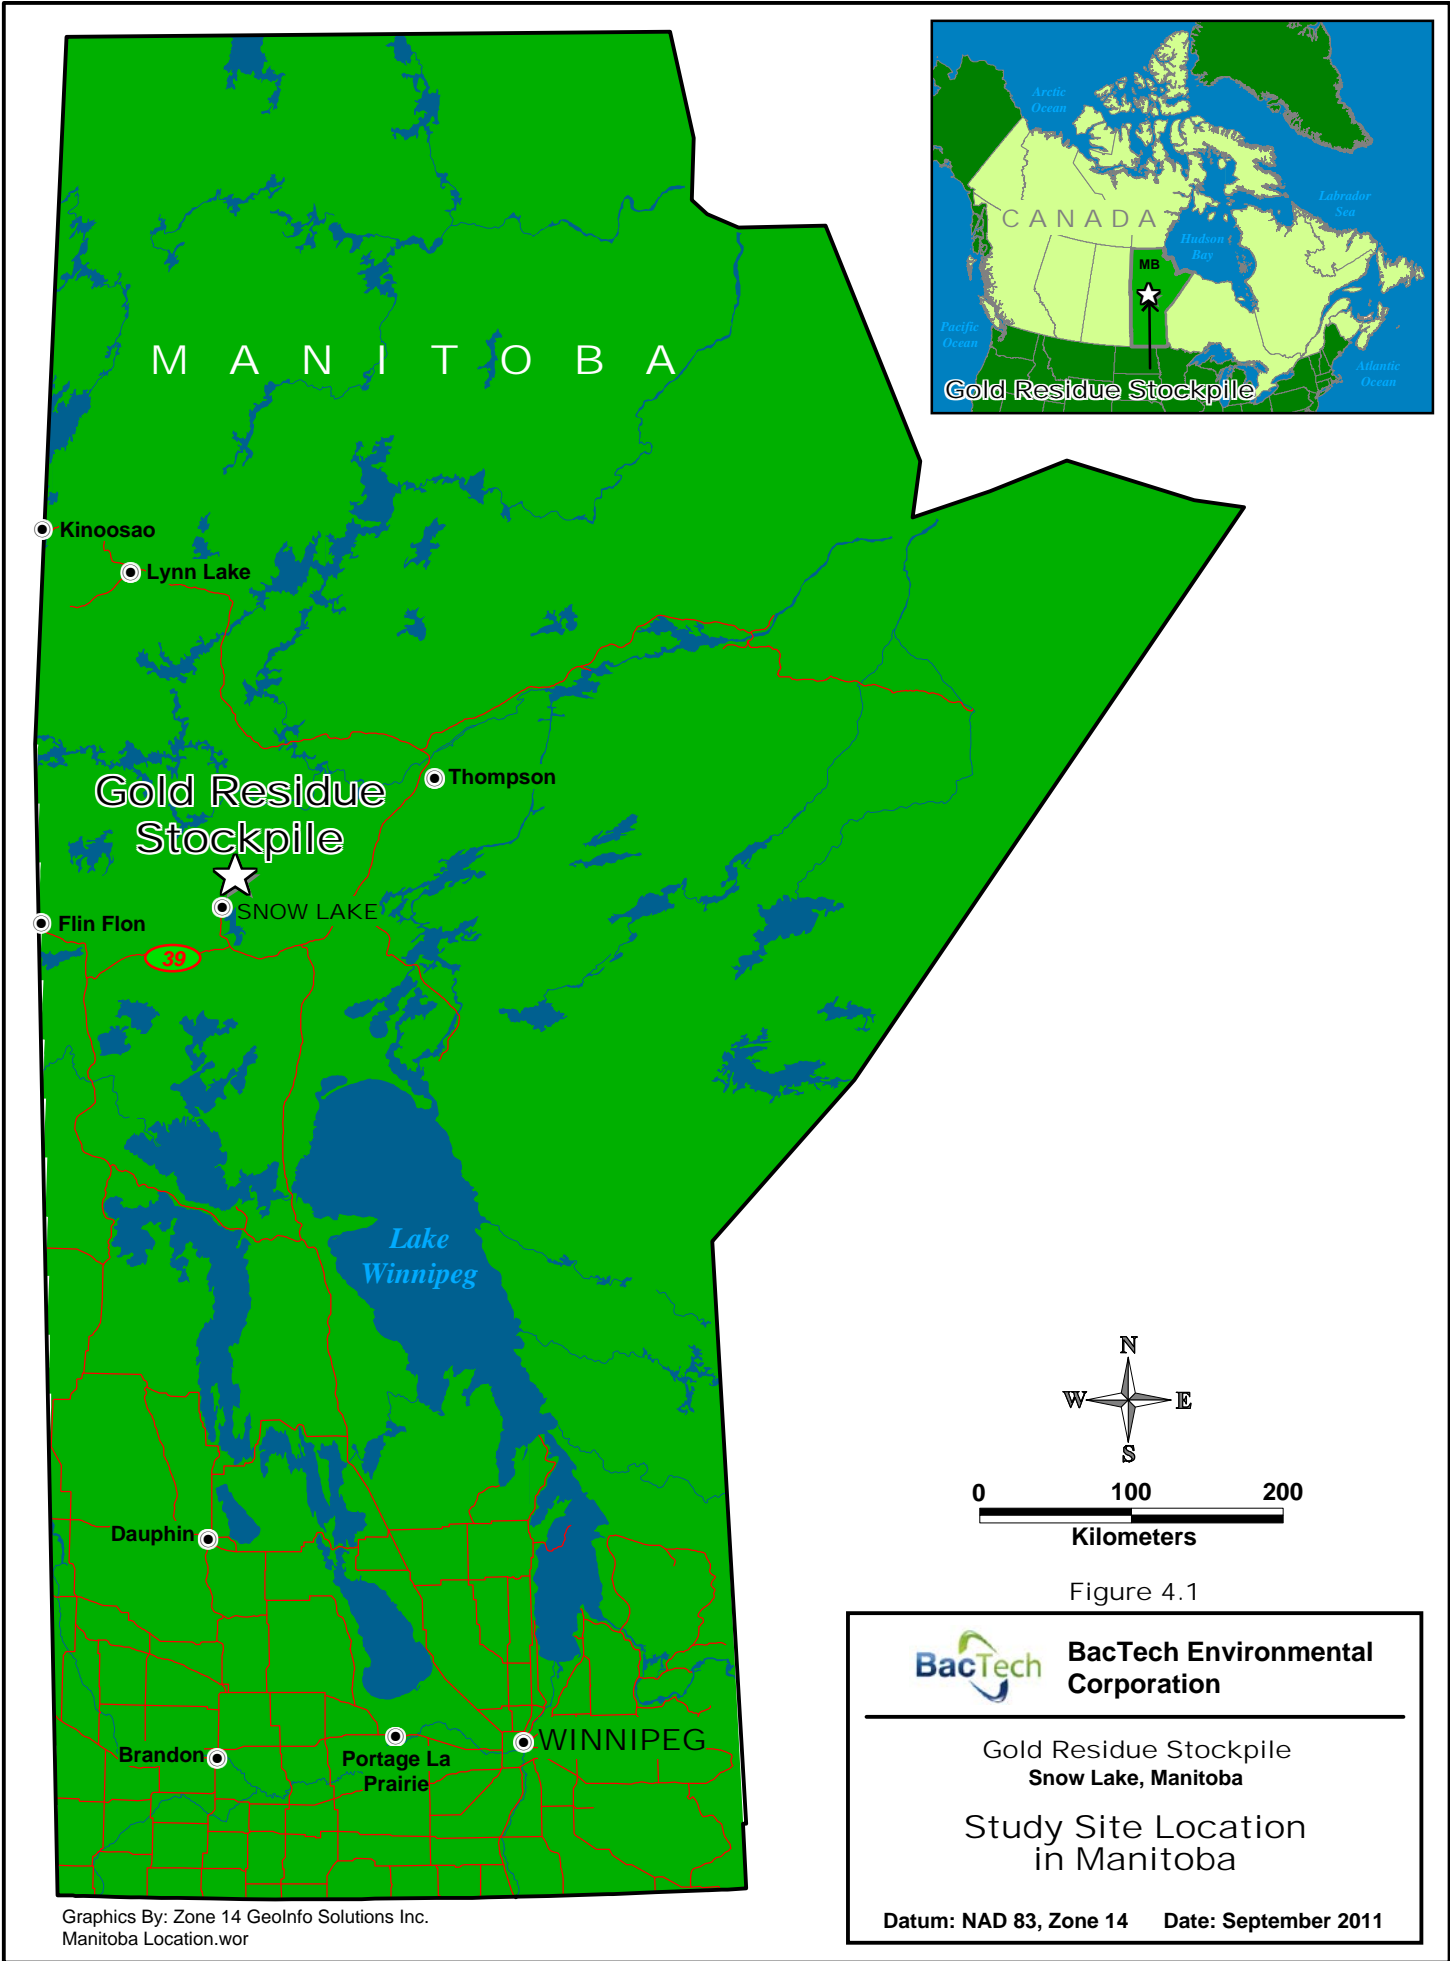 Arctic
Ocean
Labrador
Sea
CANADA
Hudson
Bay
MB
Pacific
Ocean
Atlantic
Ocean
Gold Residue Stockpile
MANITOBA
Kinoosao
Lynn Lake
Thompson
Gold Residue
Stockpile
SNOW LAKE
Flin Flon
39
Lake
Winnipeg
N
W E
S
0 100 200
Kilometers
Dauphin
Brandon
Portage La
Prairie
WINNIPEG
Figure 4.1
BacTech
BacTech Environmental
Corporation
Gold Residue Stockpile
Snow Lake, Manitoba
Study Site Location
in Manitoba
Datum: NAD 83, Zone 14 Date: September 2011
Graphics By: Zone 14 GeoInfo Solutions Inc.
Manitoba Location.wor